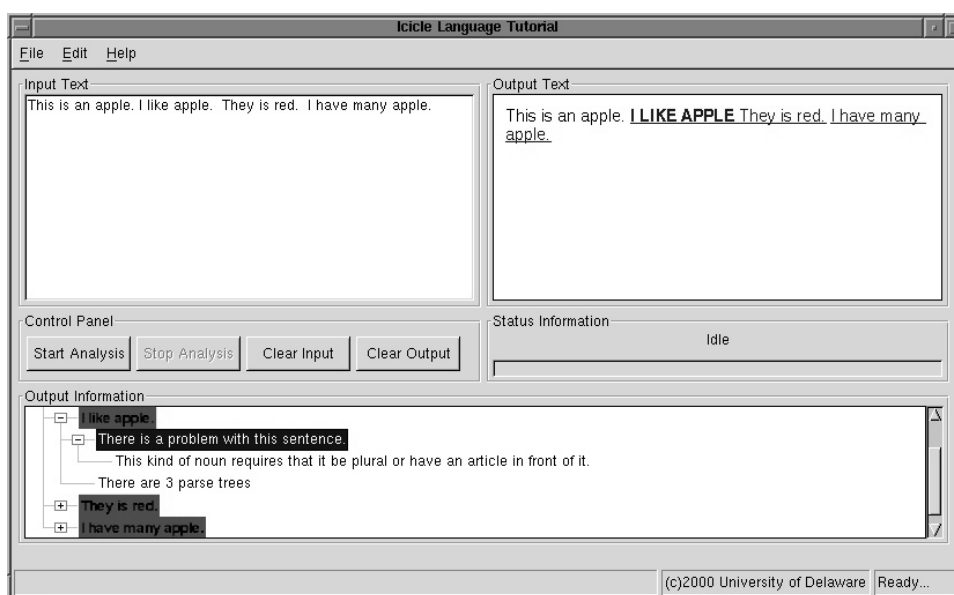 Icicle Language Tutorial
File Edit Help
Input Text
This is an apple. I like apple.  They is red.  I have many apple.
Output Text
This is an apple. I LIKE APPLE They is red. I have many
apple.
Control Panel
Start Analysis Stop Analysis Clear Input Clear Output
Status Information
Idle
Output Information
I like apple.
There is a problem with this sentence.
This kind of noun requires that it be plural or have an article in front of it.
There are 3 parse trees
They is red.
I have many apple.
(c)2000 University of Delaware Ready...